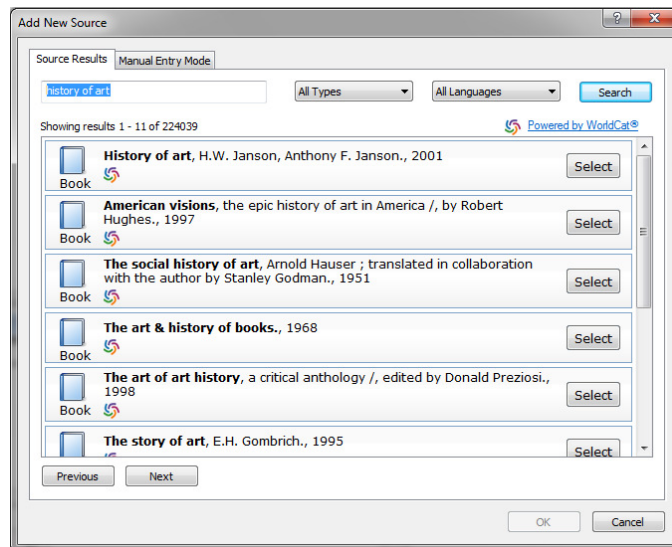 Add New Source
Source Results
Manual Entry Mode
history of art
All Types
All Languages
Search
Showing results 1 - 11 of 224039
Powered by WorldCat®
Book
History of art, H.W. Janson, Anthony F. Janson., 2001
Select
Book
American visions, the epic history of art in America /, by Robert
Hughes., 1997
Select
Book
The social history of art, Arnold Hauser ; translated in collaboration
with the author by Stanley Godman., 1951
Select
Book
The art & history of books., 1968
Select
Book
The art of art history, a critical anthology /, edited by Donald Preziosi.,
1998
Select
The story of art, E.H. Gombrich., 1995
Select
Previous
Next
OK
Cancel